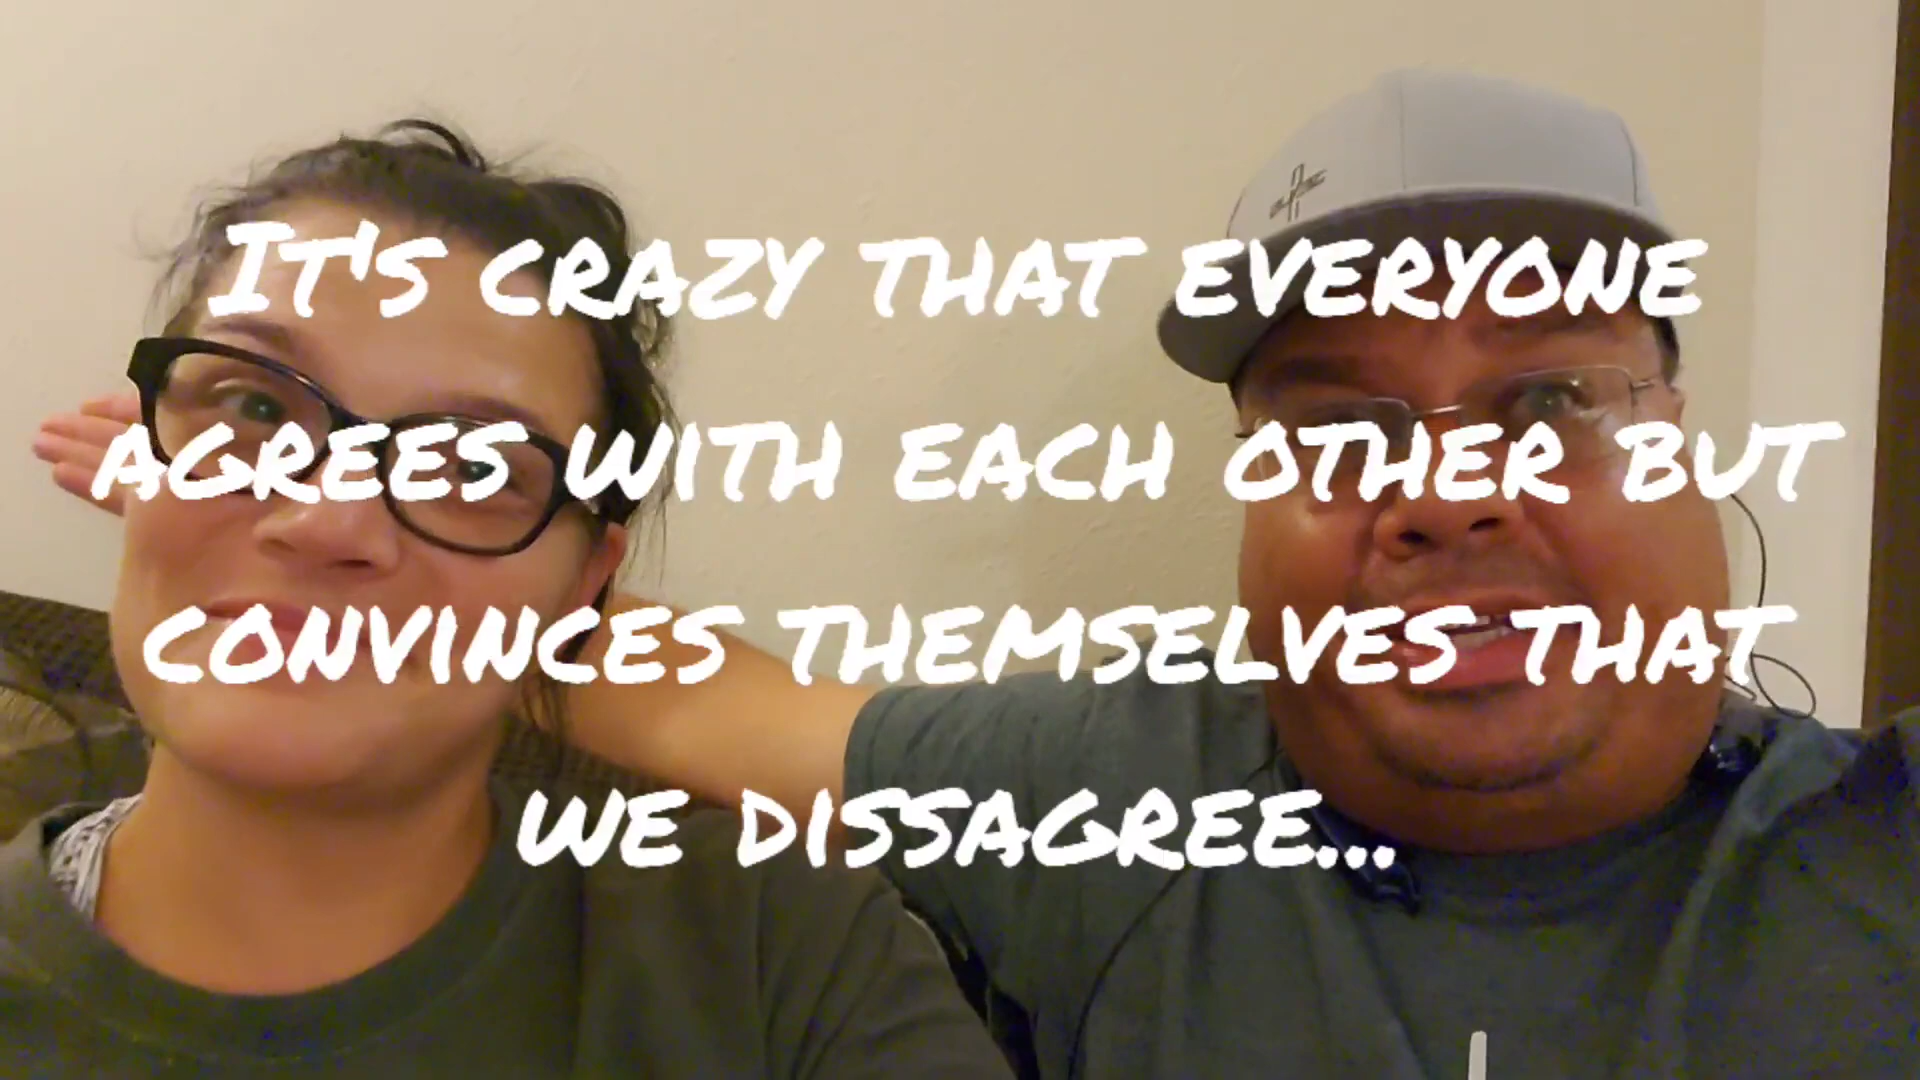 It's crazy that everyone
agrees with each other but
convinces themselves that
we dissagree...